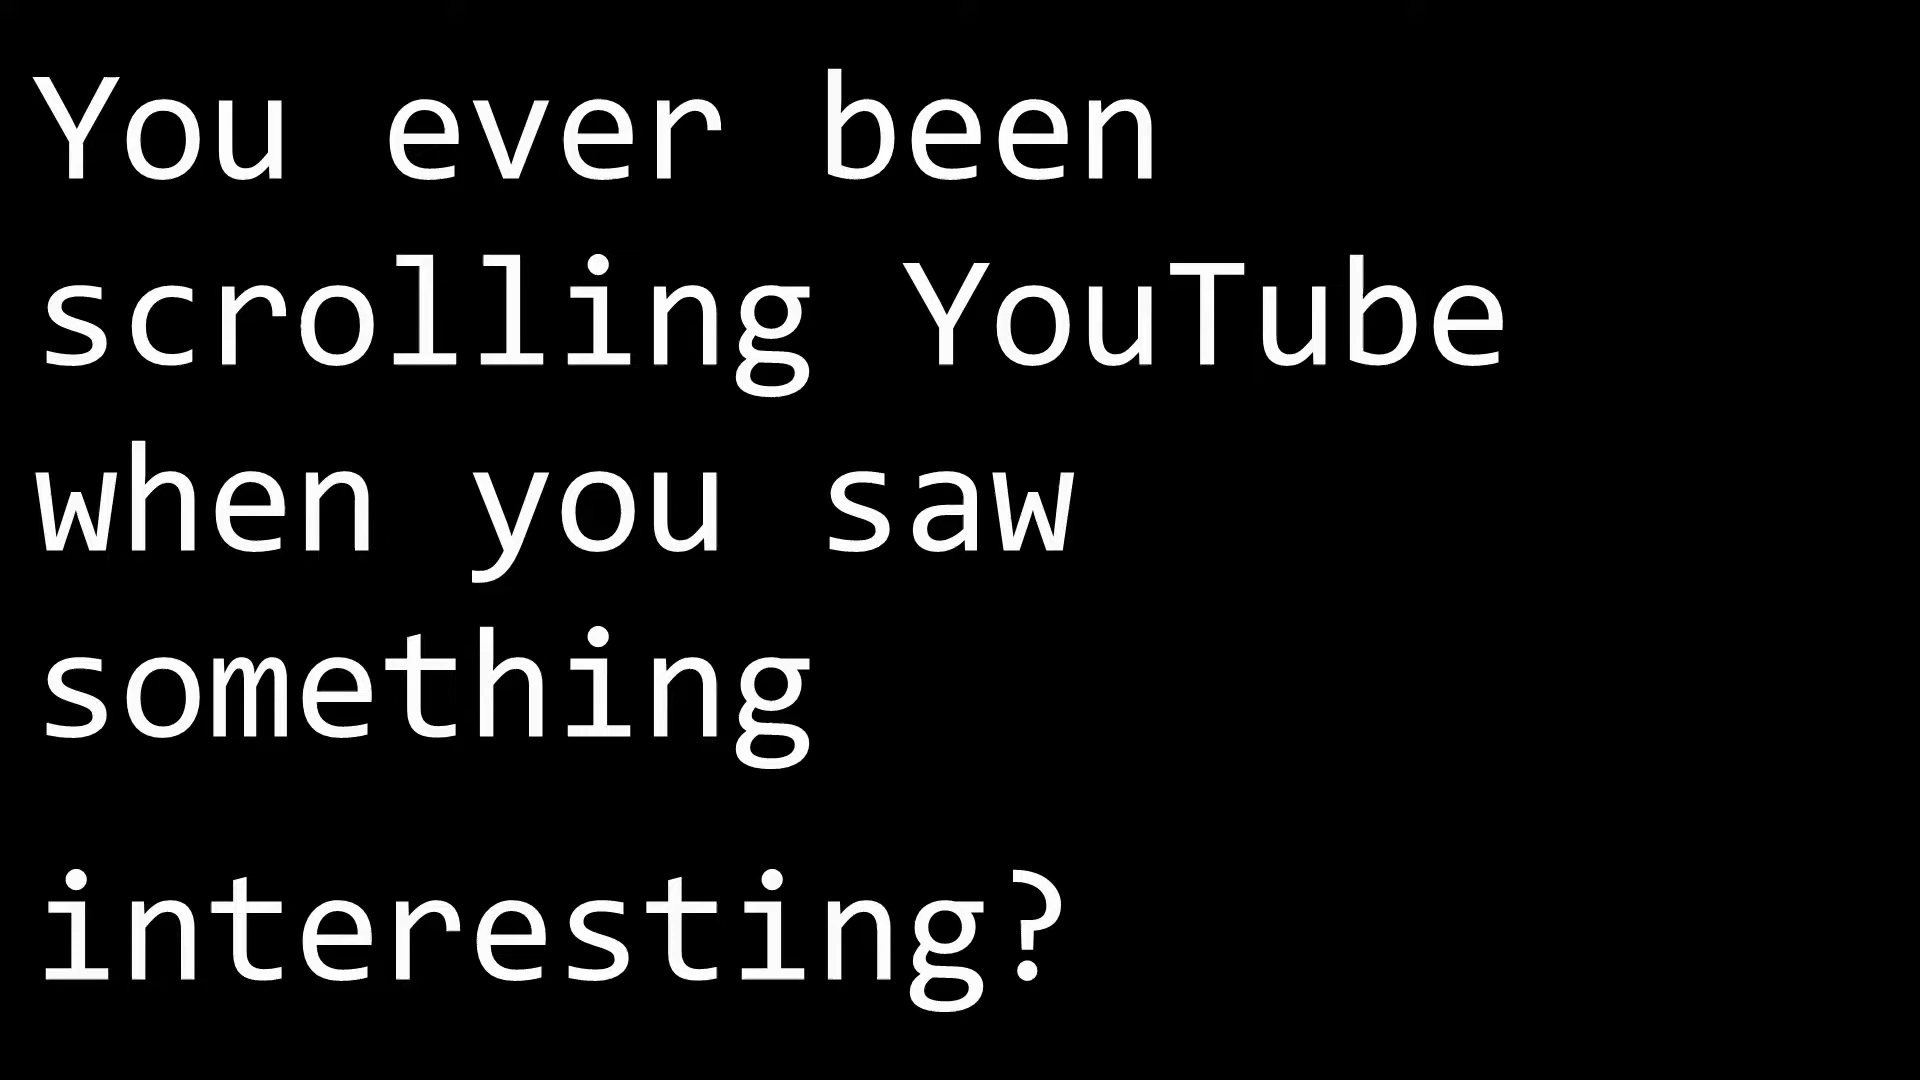 You ever been
scrolling YouTube
when you saw
something
interesting?